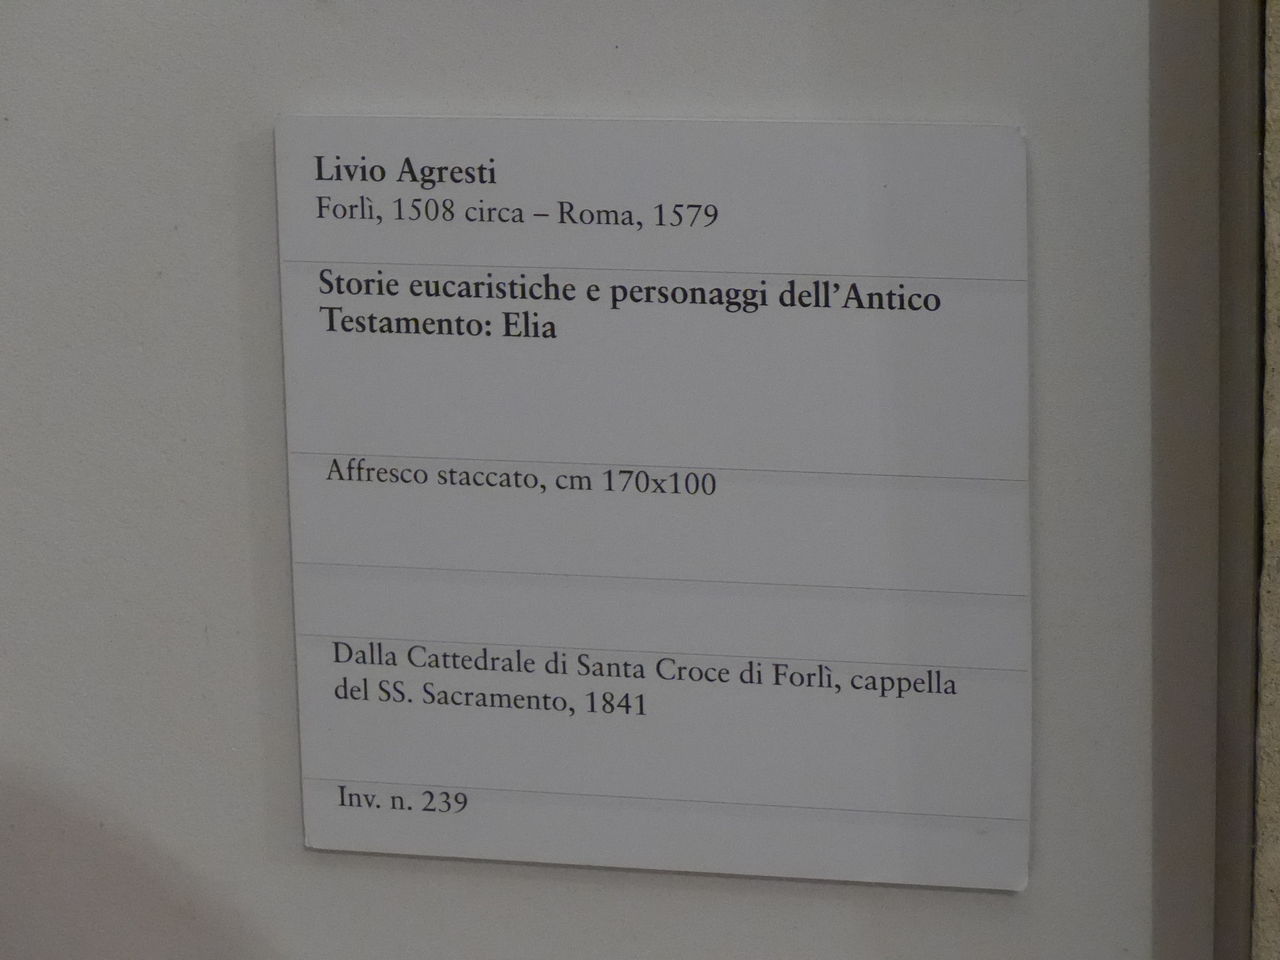 Livio Agresti
Forlì, 1508 circa – Roma, 1579
Storie eucaristiche e personaggi dell'Antico
Testamento: Elia
Affresco staccato, cm 170x100
Dalla Cattedrale di Santa Croce di Forlì, cappella
del SS. Sacramento, 1841
Inv. n. 239